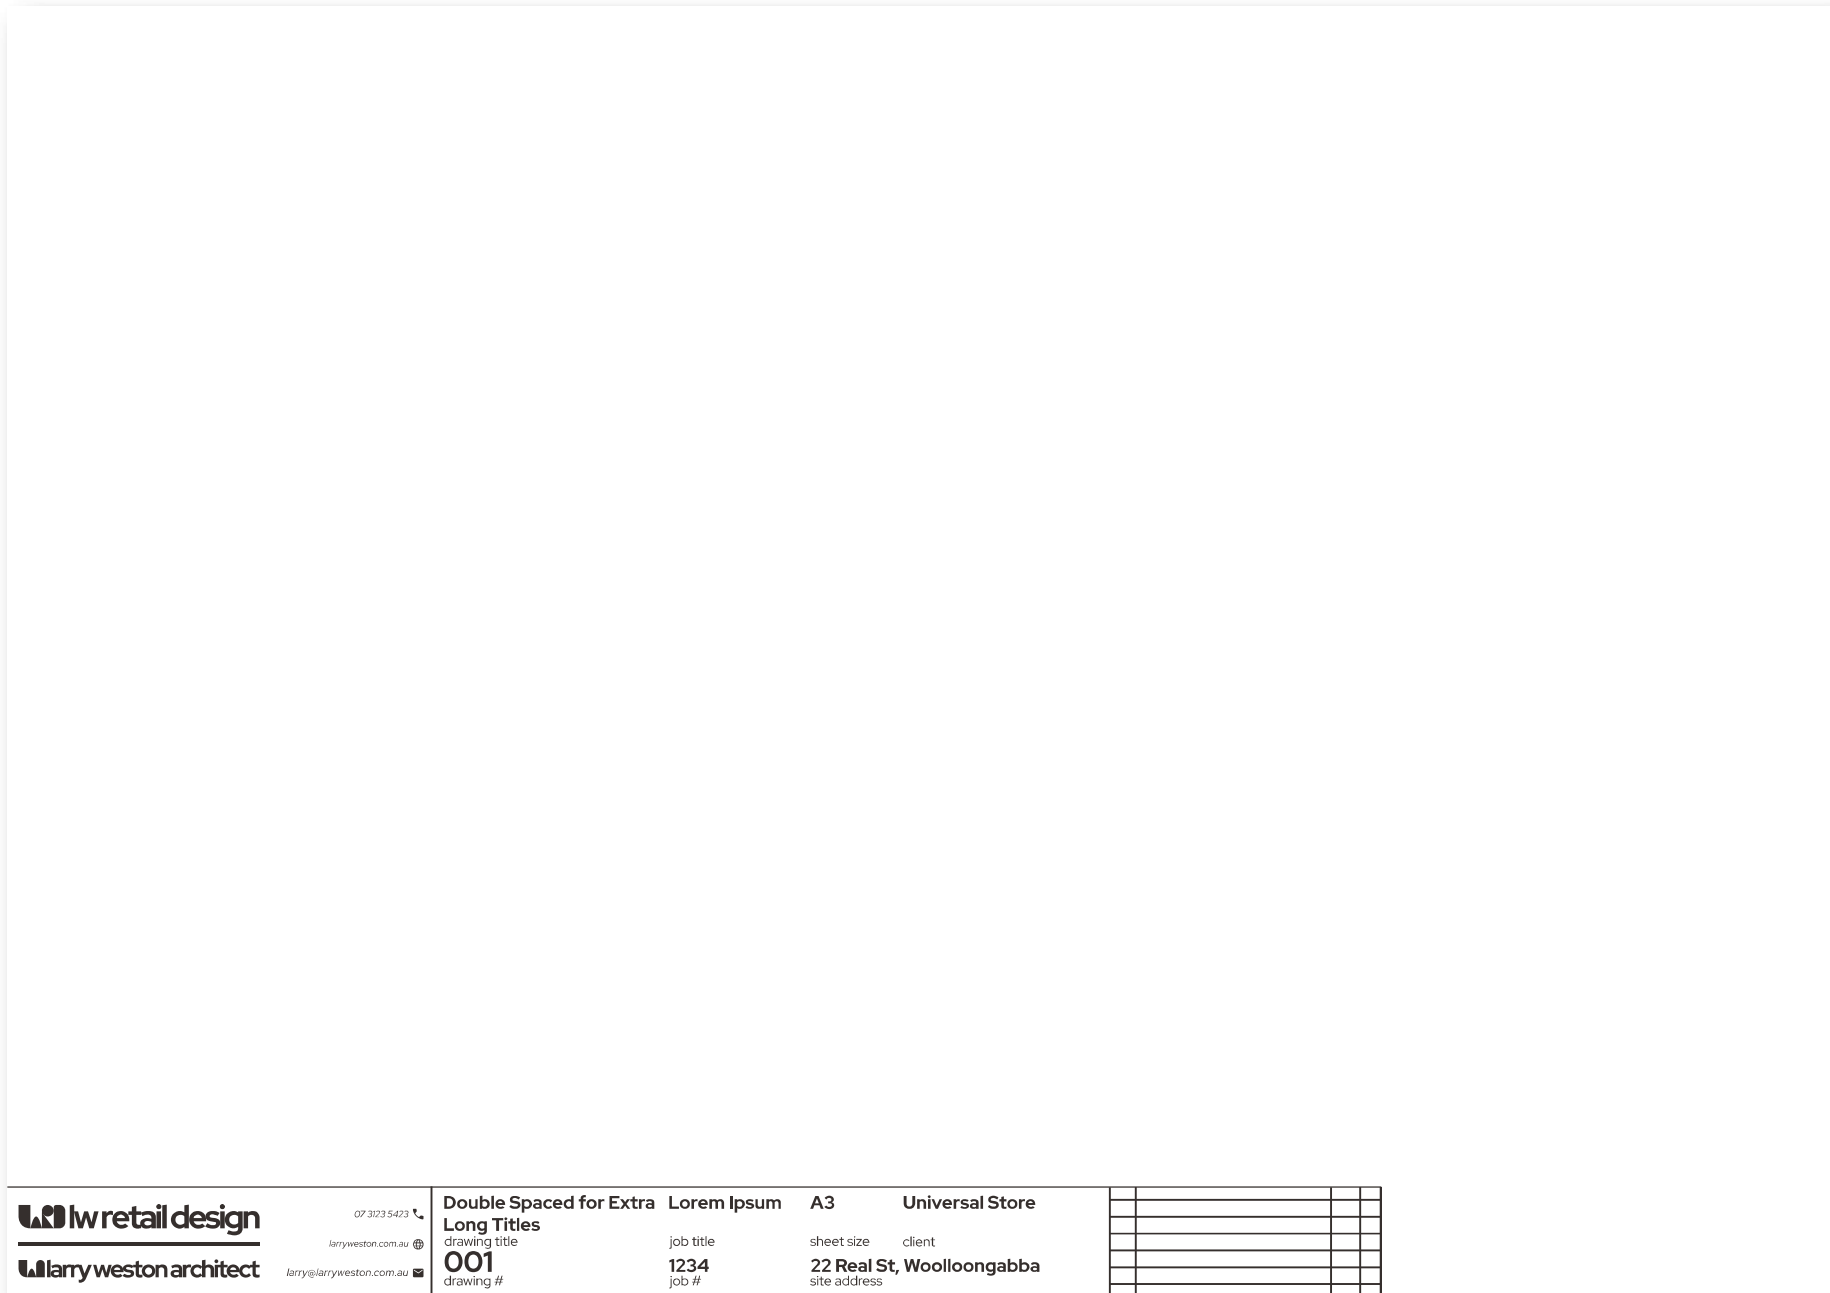 lw retail design
larry weston architect
07 3123 5423
larryweston.com.au
larry@larryweston.com.au
Double Spaced for Extra
Long Titles
drawing title
001
drawing #
Lorem Ipsum
job title
1234
job #
A3
sheet size
Universal Store
client
22 Real St, Woolloongabba
site address